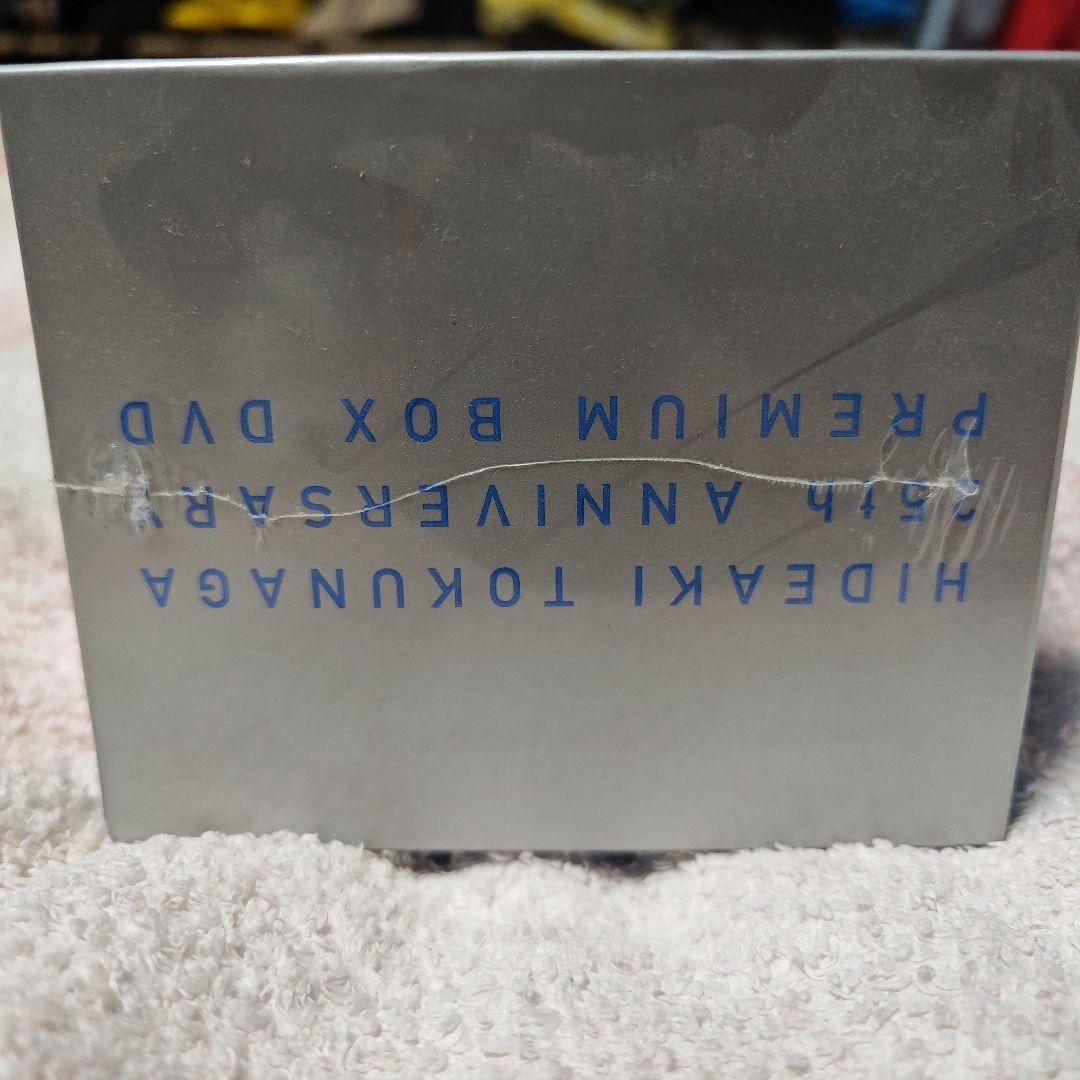 HIDEAKI TOKUNAGA
25th ANNIVERSARY
PREMIUM BOX DVD